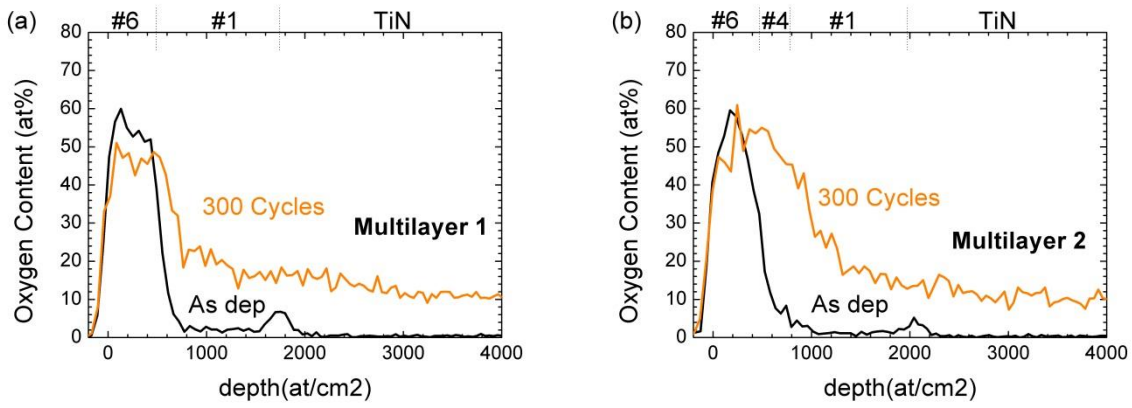 (a)
#6 #1 TiN
80
70
60
50
40
30
20
10
0
Oxygen Content (at%)
300 Cycles
Multilayer 1
As dep
0 1000 2000 3000 4000
depth(at/cm2)
(b)
#6 #4 #1 TiN
80
70
60
50
40
30
20
10
0
Oxygen Content (at%)
300 Cycles
Multilayer 2
As dep
0 1000 2000 3000 4000
depth(at/cm2)